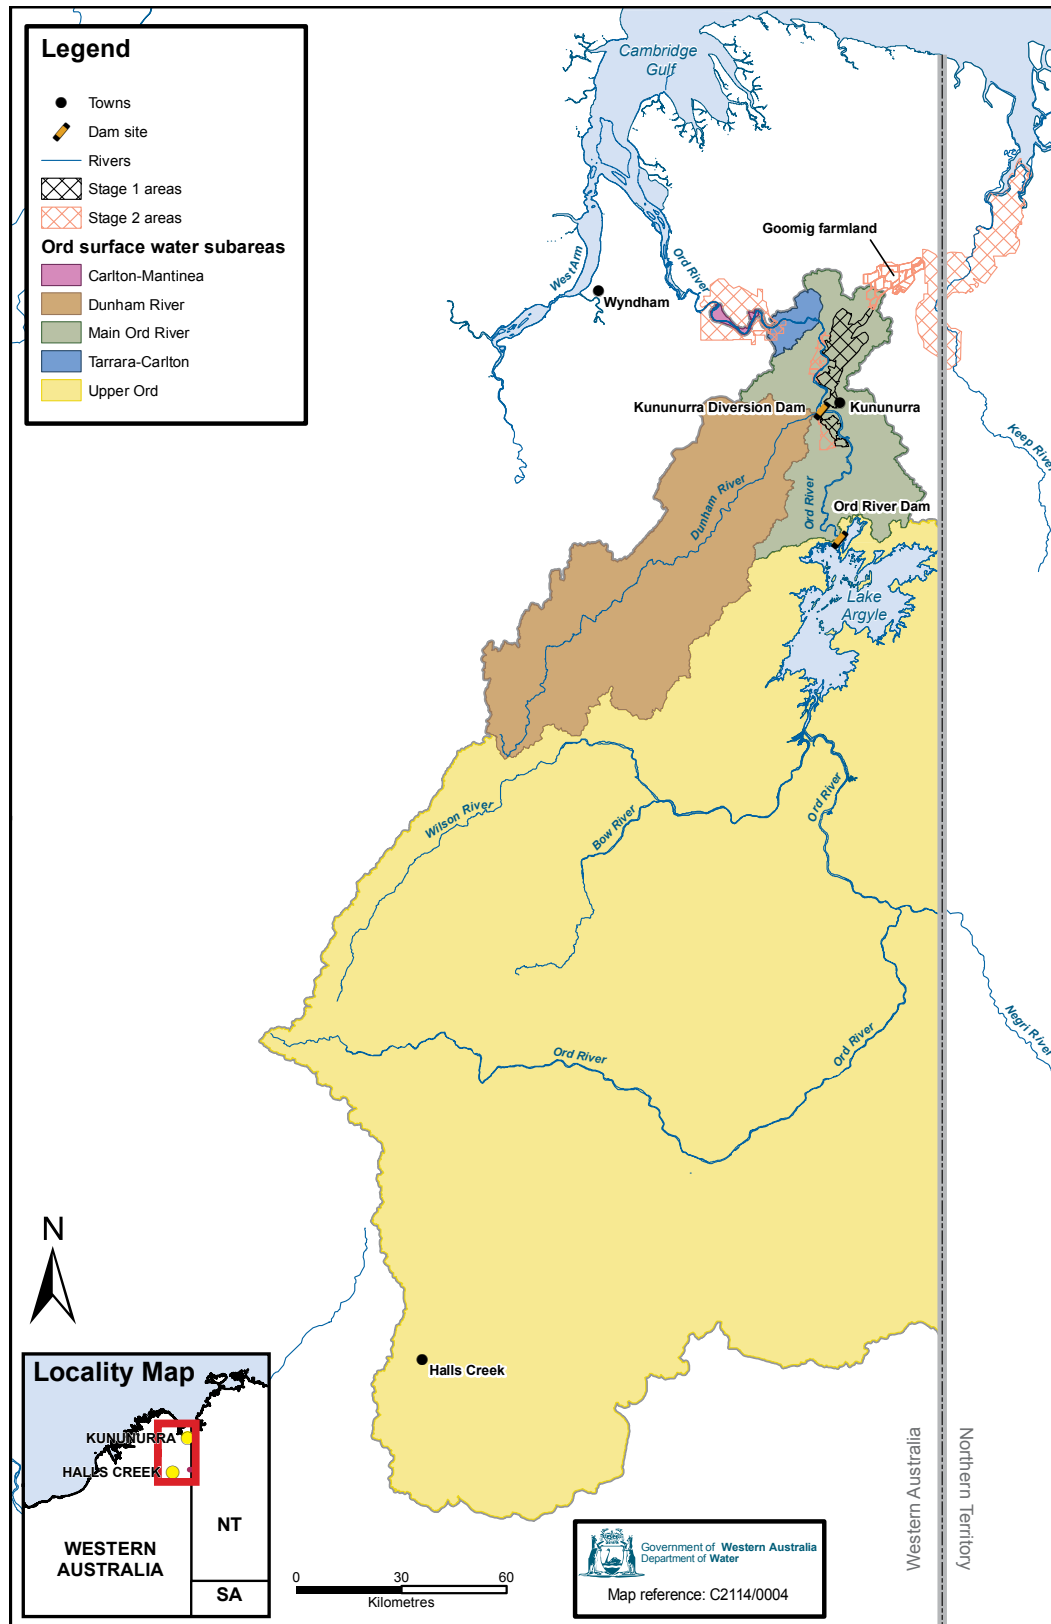 Legend
Towns
Dam site
Rivers
Stage 1 areas
Stage 2 areas
Ord surface water subareas
Carlton-Mantinea
Dunham River
Main Ord River
Tarrara-Carlton
Upper Ord
Cambridge
Gulf
West Arm
Ord River
Wyndham
Goomig farmland
Kununurra Diversion Dam
Kununurra
Keep River
Dunham River
Ord River
Ord River Dam
Lake
Argyle
Wilson River
Bow River
Ord River
Negri River
Ord River
Ord River
Halls Creek
N
Locality Map
KUNUNURRA
HALLS CREEK
NT
WESTERN
AUSTRALIA
SA
0 30 60
Kilometres
Government of Western Australia
Department of Water
Map reference: C2114/0004
Western Australia
Northern Territory